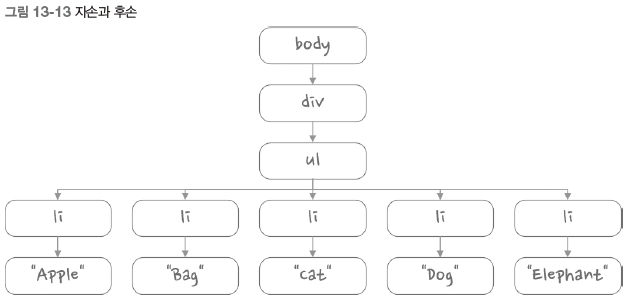 그림 13-13 자손과 후손
body
div
ul
li li li li li
"Apple" "Bag" "Cat" "Dog" "Elephant"